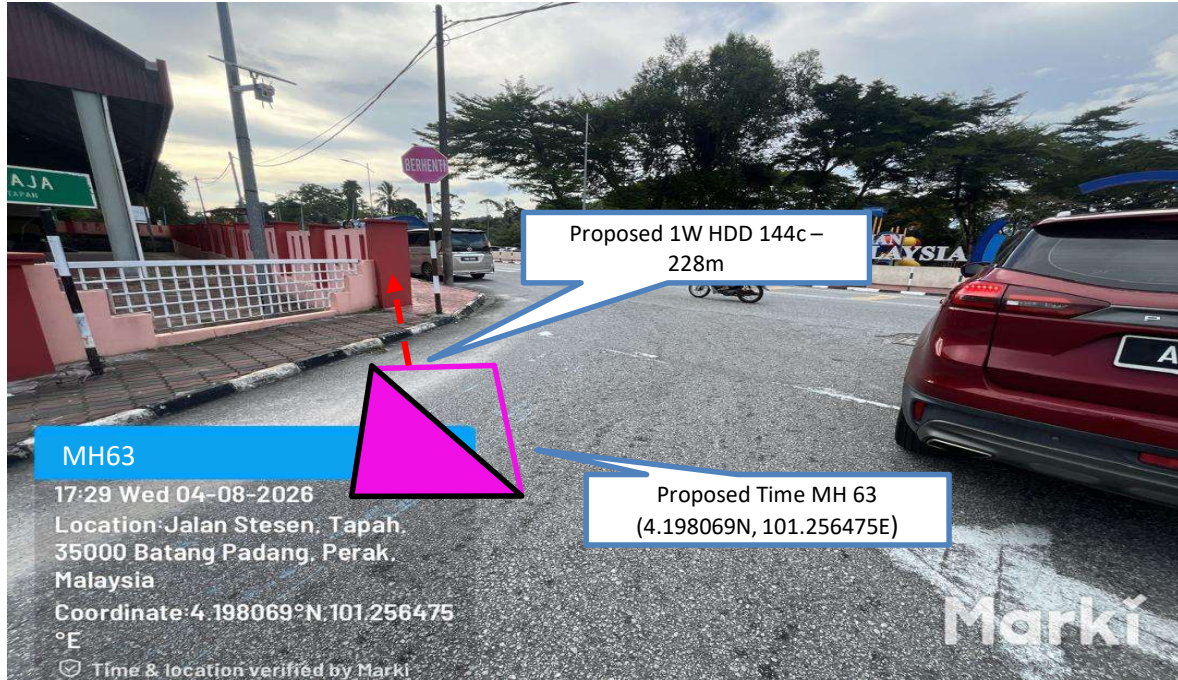 AJA
TAPAH
BERHENTI
Proposed 1W HDD 144c –
228m
AN
LAYSIA
P
A
MH63
17:29 Wed 04-08-2026
Location:Jalan Stesen, Tapah,
35000 Batang Padang, Perak,
Malaysia
Coordinate:4.198069°N,101.256475
°E
Time & location verified by Marki
Proposed Time MH 63
(4.198069N, 101.256475E)
Marki